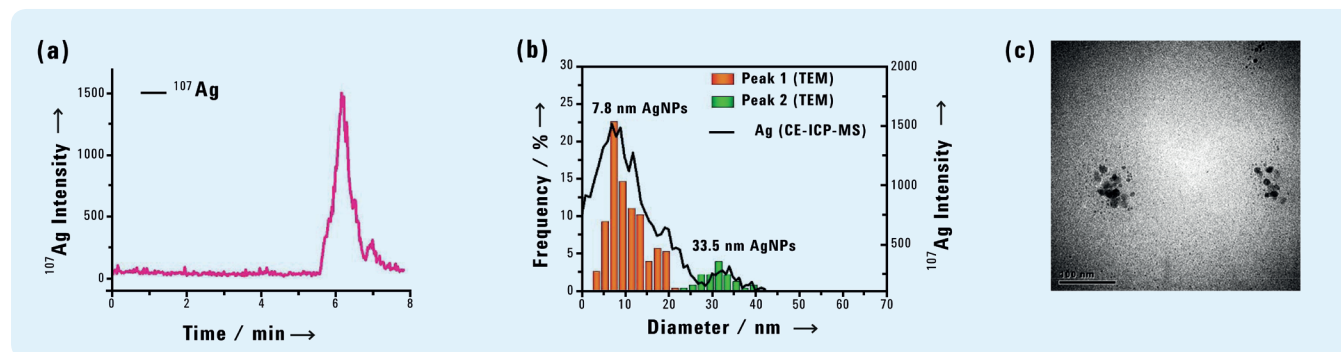 (a)
107Ag
1500
1000
500
0
0
2
4
6
8
107Ag Intensity →
Time / min →
(b)
30
25
20
15
10
5
0
Frequency / % →
Peak 1 (TEM)
Peak 2 (TEM)
Ag (CE-ICP-MS)
7.8 nm AgNPs
33.5 nm AgNPs
2000
1500
1000
500
107Ag Intensity →
0
10
20
30
40
50
60
70
Diameter / nm →
(c)
100 nm